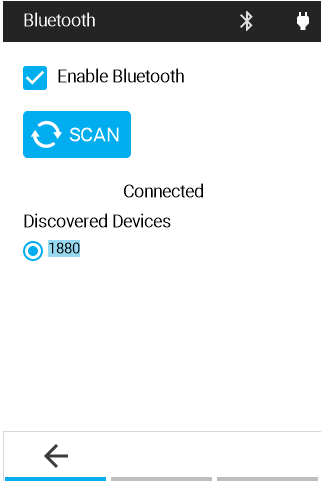 Bluetooth
Enable Bluetooth
SCAN
Connected
Discovered Devices
1880